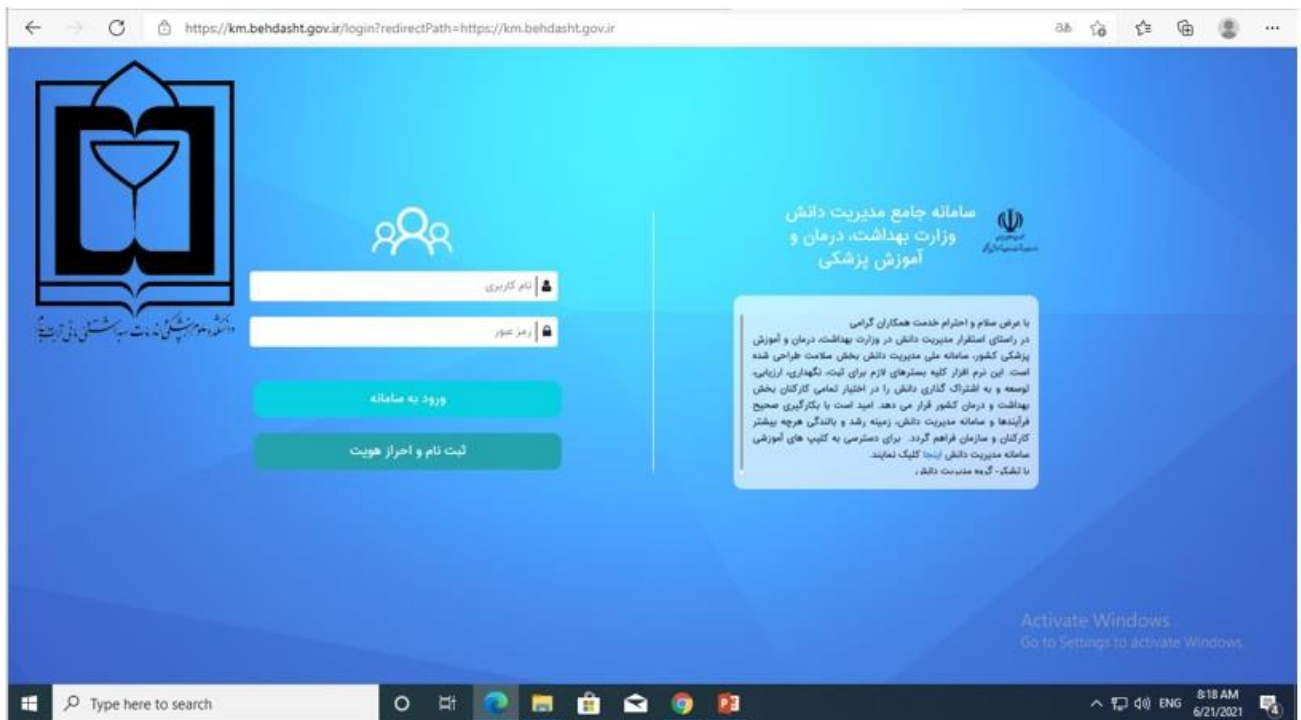 https://km.behdasht.gov.ir/login?redirectPath=https://km.behdasht.gov.ir
سامانه جامع مدیریت دانش
وزارت بهداشت، درمان و
آموزش پزشکی
نام کاربری
رمز عبور
ورود به سامانه
ثبت نام و احراز هویت
با عرض سلام و احترام خدمت همکاران گرامی
در راستای استقرار مدیریت دانش در وزارت بهداشت، درمان و آموزش
پزشکی کشور، سامانه ملی مدیریت دانش بخش سلامت طراحی شده
است. این نرم افزار کلیه بسترهای لازم برای ثبت، نگهداری، ارزیابی،
توسعه و به اشتراک گذاری دانش را در اختیار تمامی کارکنان بخش
بهداشت و درمان کشور قرار می دهد. امید است با بکارگیری صحیح
فرآیندها و سامانه مدیریت دانش، زمینه رشد و بالندگی هرچه بیشتر
کارکنان و سازمان فراهم گردد. برای دسترسی به کلیپ های آموزشی
سامانه مدیریت دانش اینجا کلیک نمایند.
با تشکر- گروه مدیریت دانش
Activate Windows
Go to Settings to activate Windows.
Type here to search
ENG
8:18 AM
6/21/2021
4